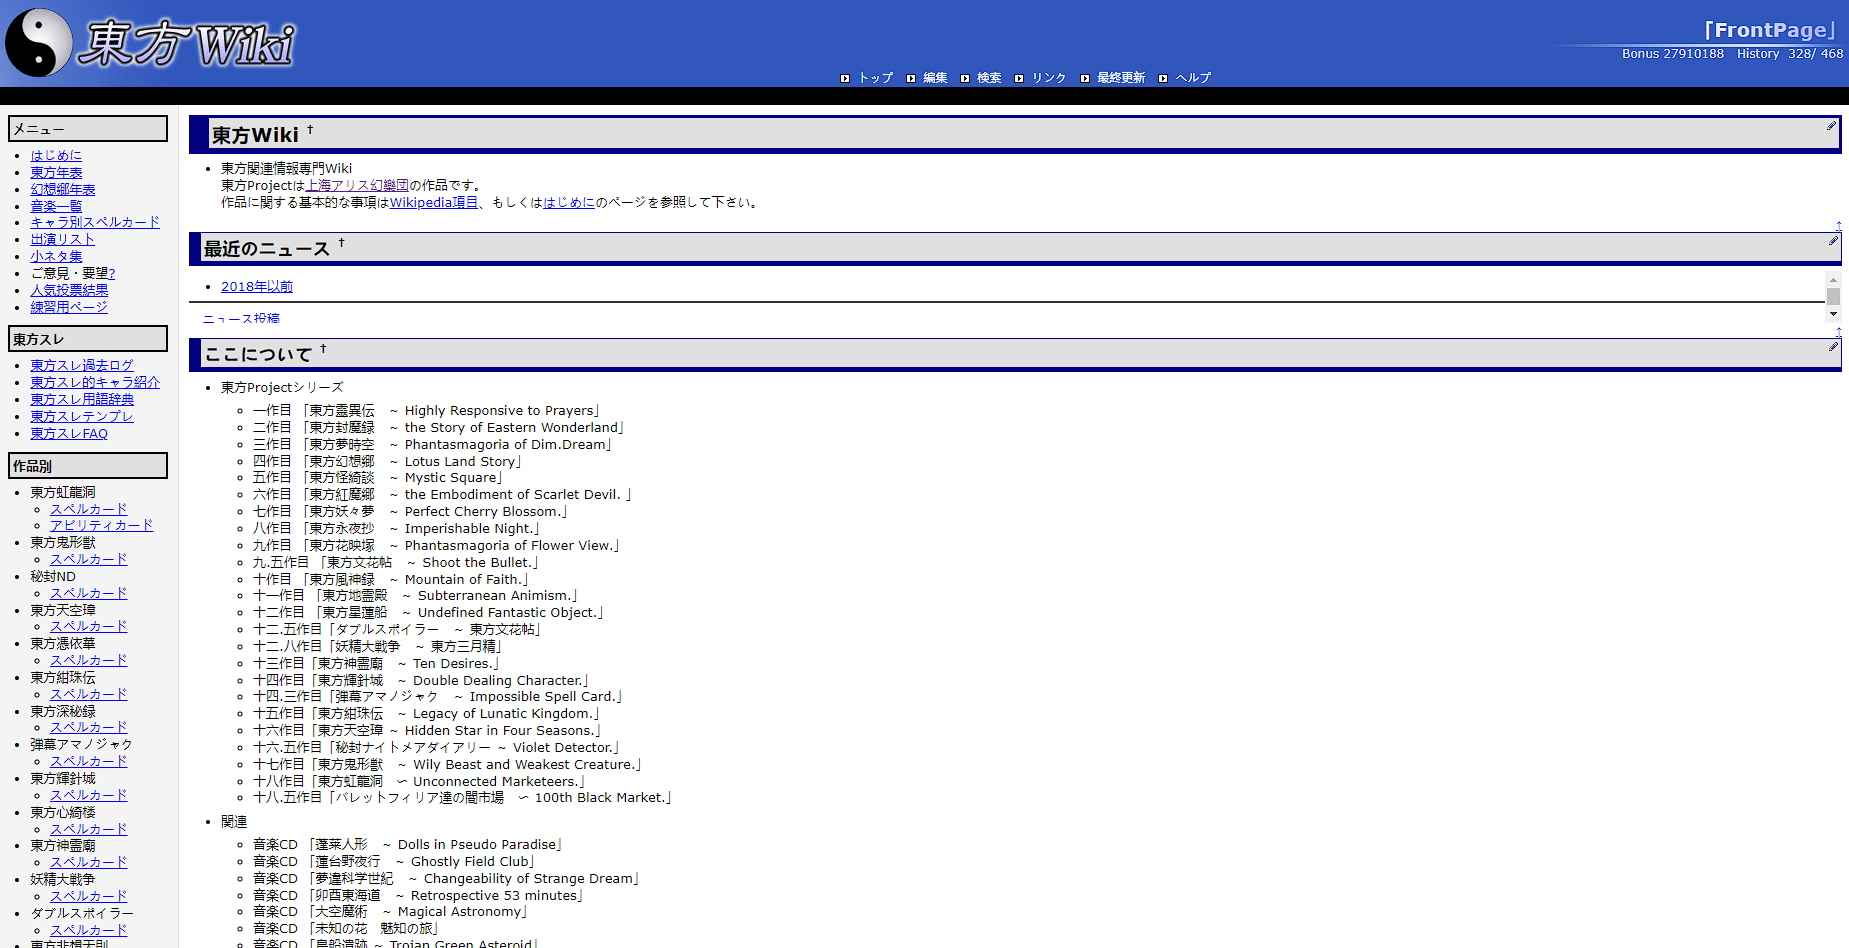 東方Wiki
「FrontPage」
Bonus 27910188 History 328/ 468
トップ 編集 検索 リンク 最終更新 ヘルプ
メニュー
はじめに
東方年表
幻想郷年表
音楽一覧
キャラ別スペルカード
出演リスト
小ネタ集
ご意見・要望?
人気投票結果
練習用ページ
東方スレ
東方スレ過去ログ
東方スレ的キャラ紹介
東方スレ用語辞典
東方スレテンプレ
東方スレFAQ
作品別
東方虹龍洞
スペルカード
アビリティカード
東方鬼形獣
スペルカード
秘封ND
スペルカード
東方天空璋
スペルカード
東方憑依華
スペルカード
東方紺珠伝
スペルカード
東方深秘録
スペルカード
弾幕アマノジャク
スペルカード
東方輝針城
スペルカード
東方心綺楼
スペルカード
東方神霊廟
スペルカード
妖精大戦争
スペルカード
ダブルスポイラー
スペルカード
東方非想天則
東方Wiki †
東方関連情報専門Wiki
東方Projectは上海アリス幻樂団の作品です。
作品に関する基本的な事項はWikipedia項目、もしくははじめにのページを参照して下さい。
↑
最近のニュース †
2018年以前
ニュース投稿
↑
ここについて †
東方Projectシリーズ
一作目 「東方靈異伝　～ Highly Responsive to Prayers」
二作目 「東方封魔録　～ the Story of Eastern Wonderland」
三作目 「東方夢時空　～ Phantasmagoria of Dim.Dream」
四作目 「東方幻想郷　～ Lotus Land Story」
五作目 「東方怪綺談　～ Mystic Square」
六作目 「東方紅魔郷　～ the Embodiment of Scarlet Devil. 」
七作目 「東方妖々夢　～ Perfect Cherry Blossom.」
八作目 「東方永夜抄　～ Imperishable Night.」
九作目 「東方花映塚　～ Phantasmagoria of Flower View.」
九.五作目 「東方文花帖　～ Shoot the Bullet.」
十作目 「東方風神録　～ Mountain of Faith.」
十一作目 「東方地霊殿　～ Subterranean Animism.」
十二作目 「東方星蓮船　～ Undefined Fantastic Object.」
十二.五作目「ダブルスポイラー　～ 東方文花帖」
十二.八作目「妖精大戦争　～ 東方三月精」
十三作目「東方神霊廟　～ Ten Desires.」
十四作目「東方輝針城　～ Double Dealing Character.」
十四.三作目「弾幕アマノジャク　～ Impossible Spell Card.」
十五作目「東方紺珠伝　～ Legacy of Lunatic Kingdom.」
十六作目「東方天空璋 ～ Hidden Star in Four Seasons.」
十六.五作目「秘封ナイトメアダイアリー ～ Violet Detector.」
十七作目「東方鬼形獣　～ Wily Beast and Weakest Creature.」
十八作目「東方虹龍洞　〜 Unconnected Marketeers.」
十八.五作目「バレットフィリア達の闇市場　〜 100th Black Market.」
関連
音楽CD 「蓬莱人形　～ Dolls in Pseudo Paradise」
音楽CD 「蓮台野夜行　～ Ghostly Field Club」
音楽CD 「夢違科学世紀　～ Changeability of Strange Dream」
音楽CD 「卯酉東海道　～ Retrospective 53 minutes」
音楽CD 「大空魔術　～ Magical Astronomy」
音楽CD 「未知の花　魅知の旅」
音楽CD 「鳥船遺跡 ～ Trojan Green Asteroid」